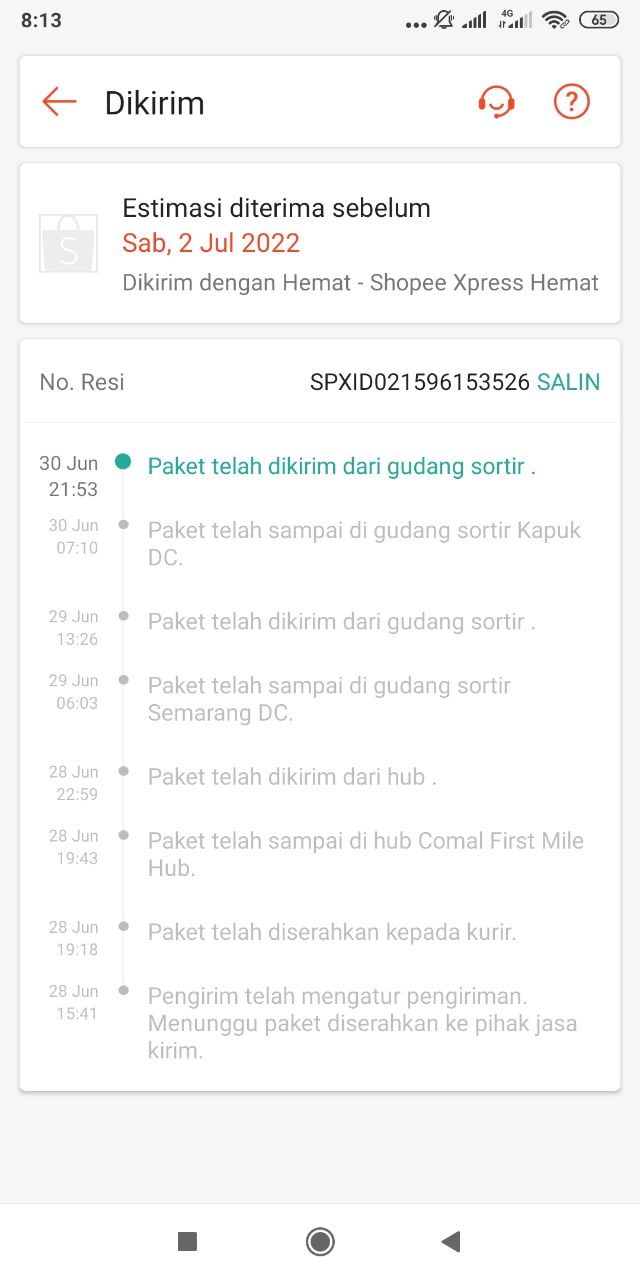 8:13
4G
65
Dikirim
?
Estimasi diterima sebelum
Sab, 2 Jul 2022
Dikirim dengan Hemat - Shopee Xpress Hemat
S
No. Resi
SPXID021596153526 SALIN
30 Jun
21:53
Paket telah dikirim dari gudang sortir .
30 Jun
07:10
Paket telah sampai di gudang sortir Kapuk
DC.
29 Jun
13:26
Paket telah dikirim dari gudang sortir .
29 Jun
06:03
Paket telah sampai di gudang sortir
Semarang DC.
28 Jun
22:59
Paket telah dikirim dari hub .
28 Jun
19:43
Paket telah sampai di hub Comal First Mile
Hub.
28 Jun
19:18
Paket telah diserahkan kepada kurir.
28 Jun
15:41
Pengirim telah mengatur pengiriman.
Menunggu paket diserahkan ke pihak jasa
kirim.